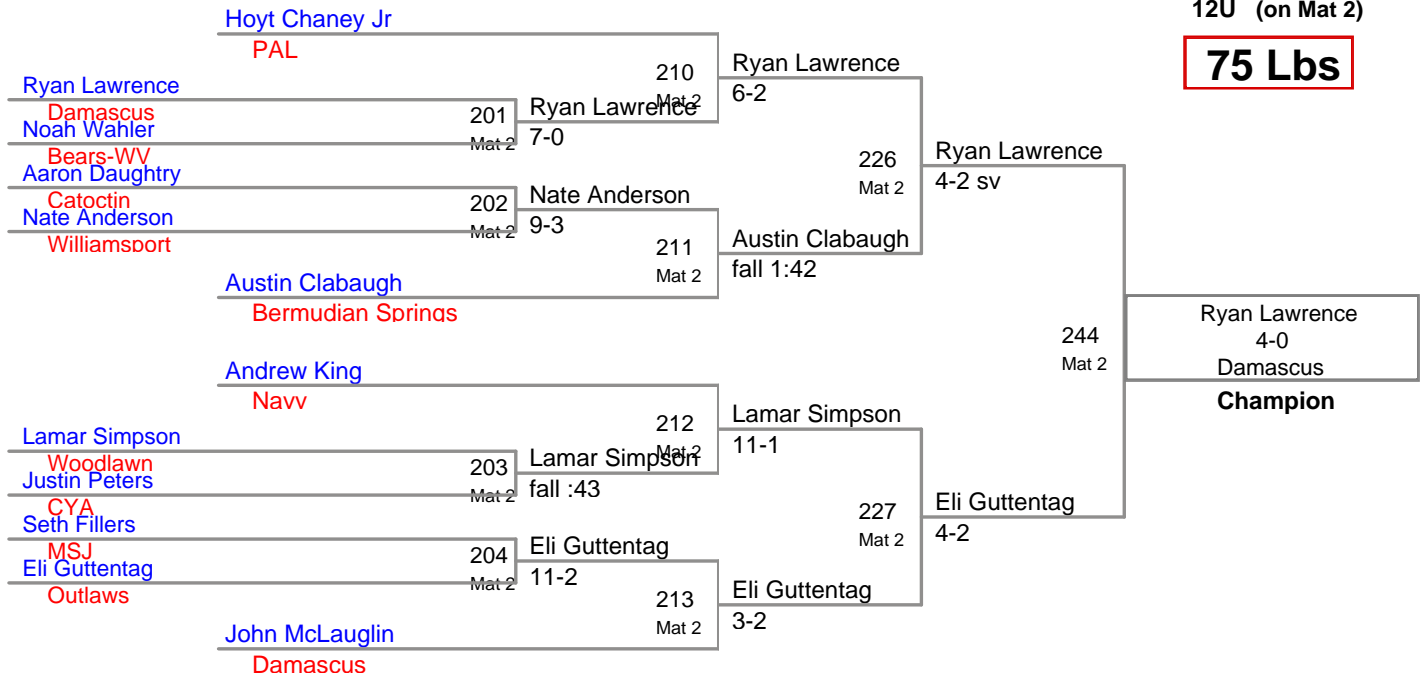 12U (on Mat 2)
75 Lbs
Hoyt Chaney Jr
PAL
Ryan Lawrence
Damascus
Noah Wahler
Bears-WV
201
Mat 2
Ryan Lawrence
7-0
210
Mat 2
Ryan Lawrence
6-2
Aaron Daughtry
Catoctin
Nate Anderson
Williamsport
202
Mat 2
Nate Anderson
9-3
Austin Clabaugh
Bermudian Springs
211
Mat 2
Austin Clabaugh
fall 1:42
226
Mat 2
Ryan Lawrence
4-2 sv
Andrew King
Navy
Lamar Simpson
Woodlawn
Justin Peters
CYA
203
Mat 2
Lamar Simpson
fall :43
212
Mat 2
Lamar Simpson
11-1
Seth Fillers
MSJ
Eli Guttentag
Outlaws
204
Mat 2
Eli Guttentag
11-2
John McLauglin
Damascus
213
Mat 2
Eli Guttentag
3-2
227
Mat 2
Eli Guttentag
4-2
244
Mat 2
Ryan Lawrence
4-0
Damascus
Champion